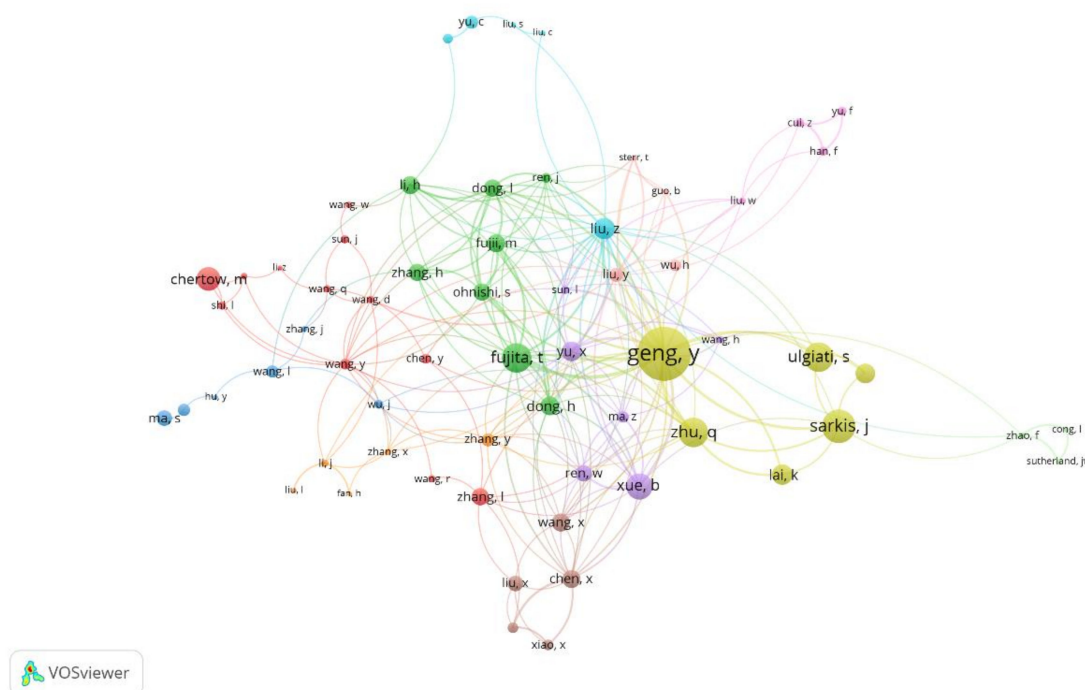 yu, c
liu, s
liu, c
yu, f
cui, z
han, f
sterr, t
ren, j
li, h
dong, l
guo, b
liu, w
wang, w
liu, z
sun, j
fujii, m
wu, h
li, z
zhang, h
liu, y
chertow, m
wang, q
ohnishi, s
sun, l
wang, d
shi, l
zhang, j
wang, h
geng, y
yu, x
fujita, t
chen, y
ulgiati, s
wang, y
wang, l
hu, y
wu, j
dong, h
ma, s
ma, z
sarkis, j
zhu, q
cong, l
zhao, f
zhang, y
zhang, x
sutherland, jw
li, j
ren, w
lai, k
wang, r
xue, b
liu, l
fan, h
zhang, l
wang, x
chen, x
liu, x
xiao, x
VOSviewer